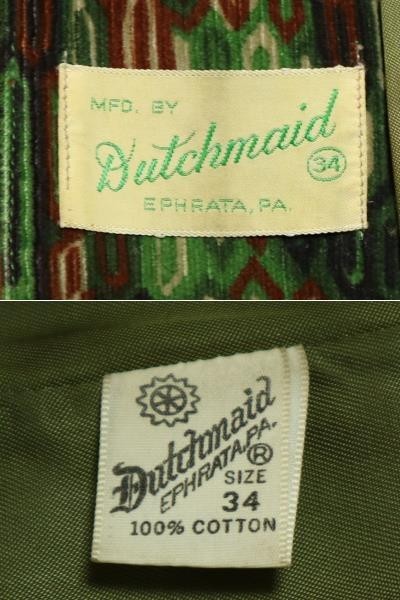 MFD. BY
Dutchmaid
34
EPHRATA, PA.
Dutchmaid
EPHRATA, PA.
®
SIZE
34
100% COTTON